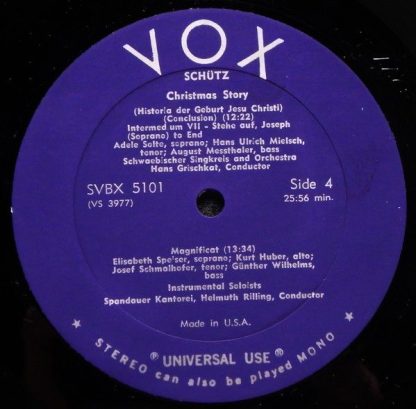 VOX
SCHÜTZ
Christmas Story
(Historia der Geburt Jesu Christi)
(Conclusion) (12:22)
Intermed um VII - Stehe auf, Joseph
(Soprano) to End
Adele Solte, soprano; Hans Ulrich Mielsch,
tenor; August Messthaler, bass
Schwaebischer Singkreis and Orchestra
Hans Grischkat, Conductor
SVBX 5101
Side 4
(VS 3977)
25:56 min.
Magnificat (13:34)
Elisabeth Speiser, soprano; Kurt Huber, alto;
Josef Schmalhofer, tenor; Günther Wilhelms,
bass
Instrumental Soloists
Spandauer Kantorei, Helmuth Rilling, Conductor
Made in U.S.A.
® UNIVERSAL USE ®
★ STEREO can also be played MONO ★